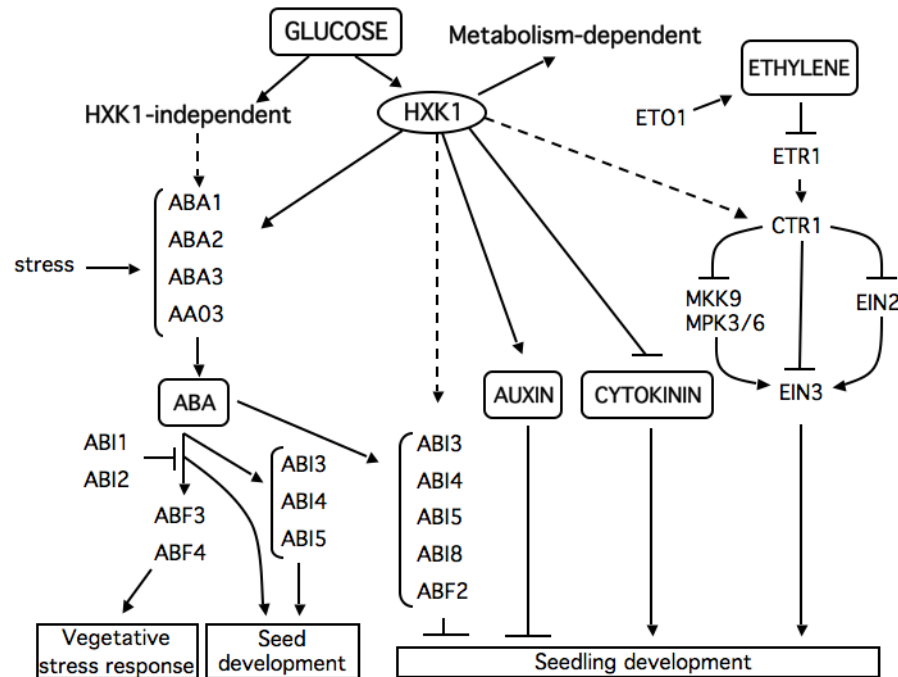 GLUCOSE
Metabolism-dependent
ETHYLENE
HXK1-independent
HXK1
ETO1
ETR1
ABA1
ABA2
ABA3
AAO3
stress
CTR1
MKK9
MPK3/6
EIN2
EIN3
ABA
AUXIN
CYTOKININ
ABI1
ABI2
ABI3
ABI4
ABI5
ABF3
ABF4
ABI3
ABI4
ABI5
ABI8
ABF2
Vegetative
stress response
Seed
development
Seedling development